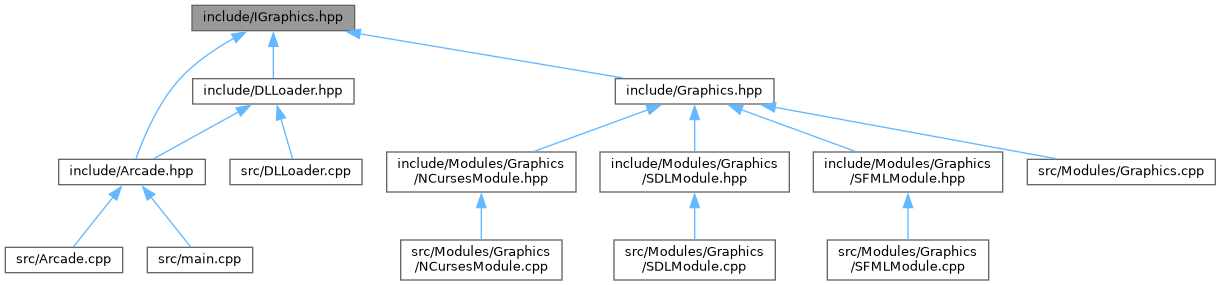 include/IGraphics.hpp
include/DLLoader.hpp
include/Graphics.hpp
include/Arcade.hpp
src/DLLoader.cpp
include/Modules/Graphics
/NCursesModule.hpp
include/Modules/Graphics
/SDLModule.hpp
include/Modules/Graphics
/SFMLModule.hpp
src/Modules/Graphics.cpp
src/Arcade.cpp
src/main.cpp
src/Modules/Graphics
/NCursesModule.cpp
src/Modules/Graphics
/SDLModule.cpp
src/Modules/Graphics
/SFMLModule.cpp